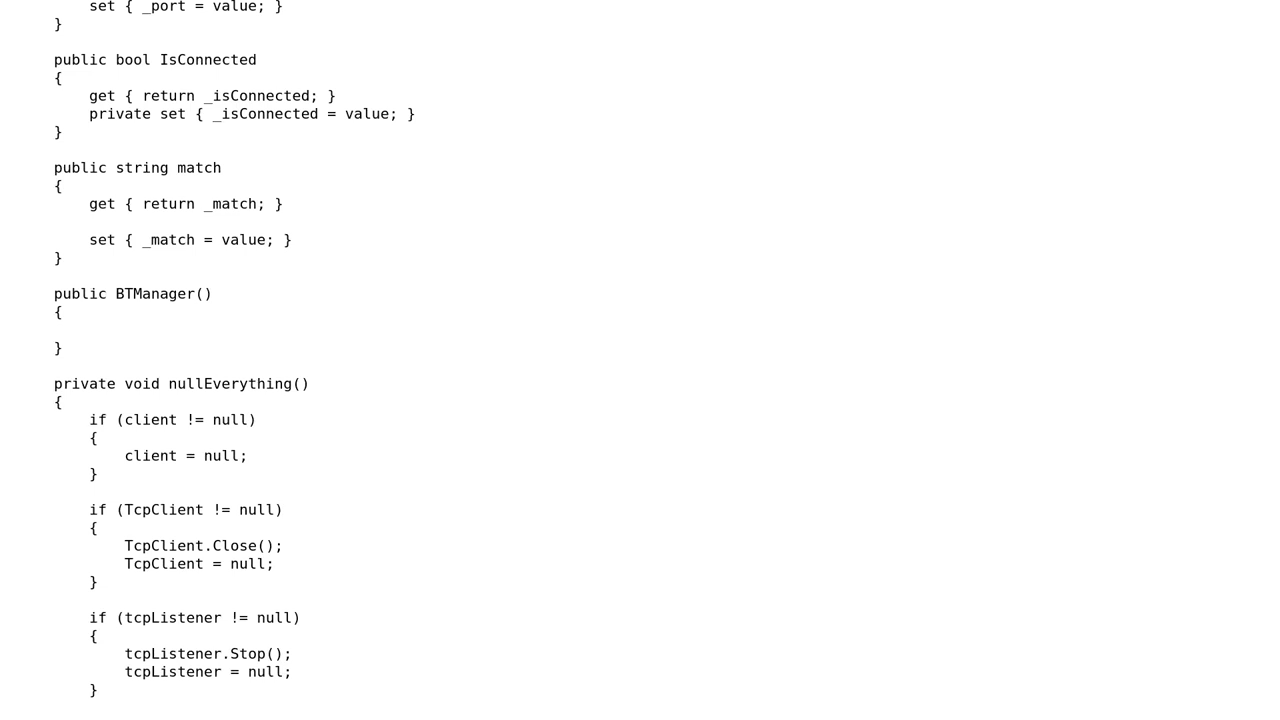 set { _port = value; }
    }

    public bool IsConnected
    {
        get { return _isConnected; }
        private set { _isConnected = value; }
    }

    public string match
    {
        get { return _match; }

        set { _match = value; }
    }

    public BTManager()
    {

    }

    private void nullEverything()
    {
        if (client != null)
        {
            client = null;
        }

        if (TcpClient != null)
        {
            TcpClient.Close();
            TcpClient = null;
        }

        if (tcpListener != null)
        {
            tcpListener.Stop();
            tcpListener = null;
        }